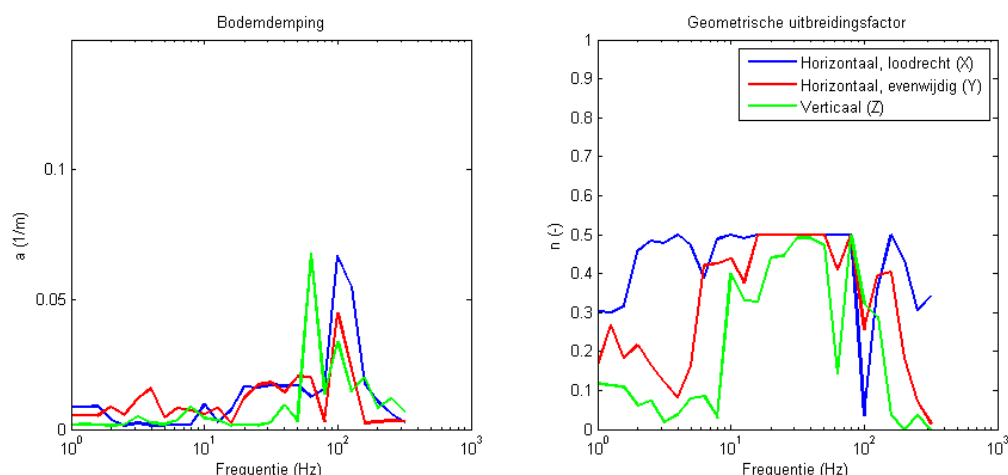 Bodemdemping
a (1/m)
0.1
0.05
0
10^0
10^1
10^2
10^3
Frequentie (Hz)
Geometrische uitbreidingsfactor
n (-)
1
0.9
0.8
0.7
0.6
0.5
0.4
0.3
0.2
0.1
0
10^0
10^1
10^2
10^3
Frequentie (Hz)
Horizontaal, loodrecht (X)
Horizontaal, evenwijdig (Y)
Verticaal (Z)